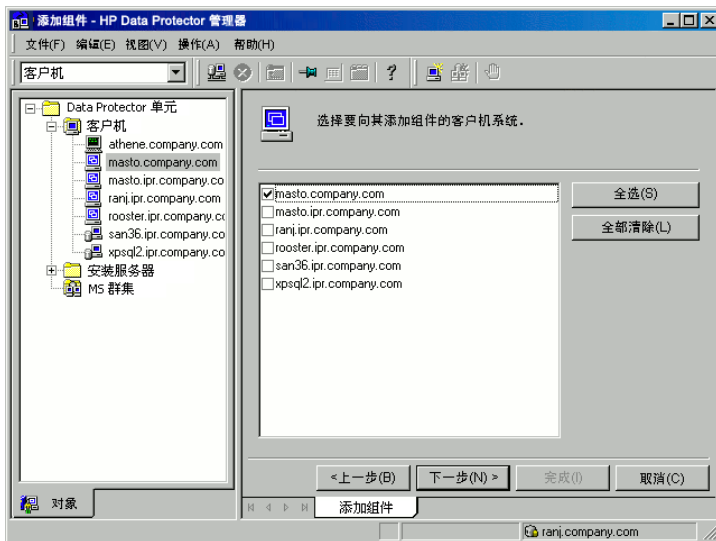 添加组件 - HP Data Protector 管理器
文件(F) 编辑(E) 视图(V) 操作(A) 帮助(H)
客户机
Data Protector 单元
客户机
athene.company.com
masto.company.com
masto.ipr.company.co
ranj.ipr.company.com
rooster.ipr.company.cc
san36.ipr.company.co
xpsql2.ipr.company.co
安装服务器
MS 群集
对象
选择要向其添加组件的客户机系统.
masto.company.com
masto.ipr.company.com
ranj.ipr.company.com
rooster.ipr.company.com
san36.ipr.company.com
xpsql2.ipr.company.com
全选(S)
全部清除(L)
«上一步(B) 下一步(N) » 完成(I) 取消(C)
添加组件
ranj.company.com